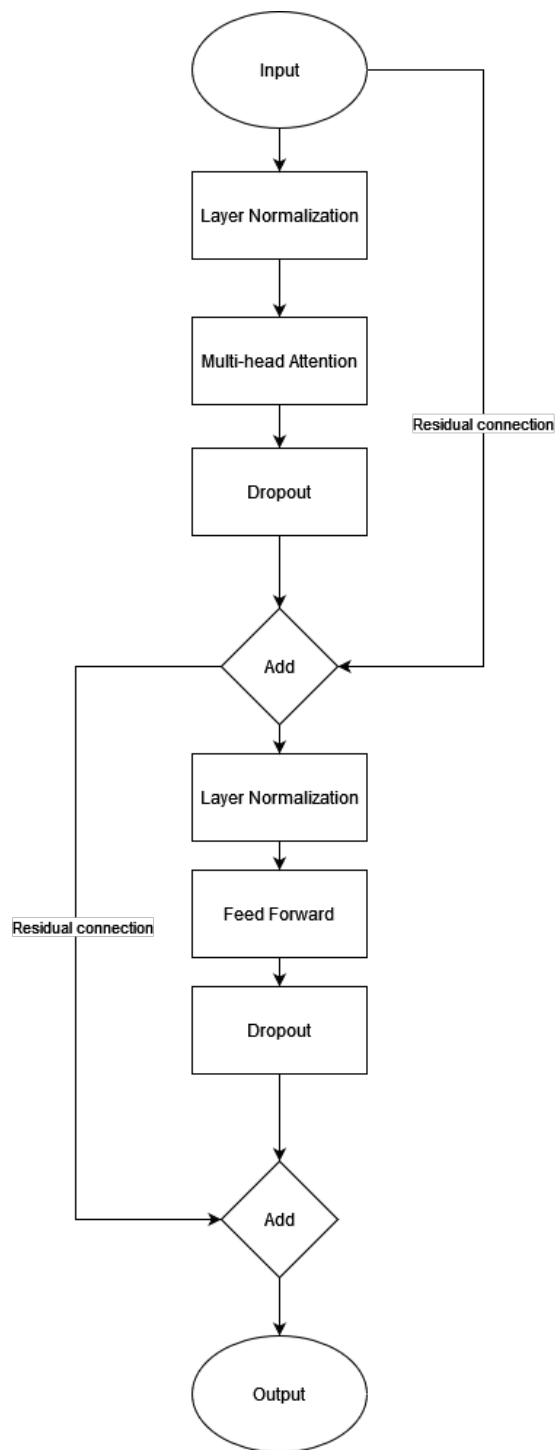 Input
Layer Normalization
Multi-head Attention
Residual connection
Dropout
Add
Layer Normalization
Feed Forward
Residual connection
Dropout
Add
Output